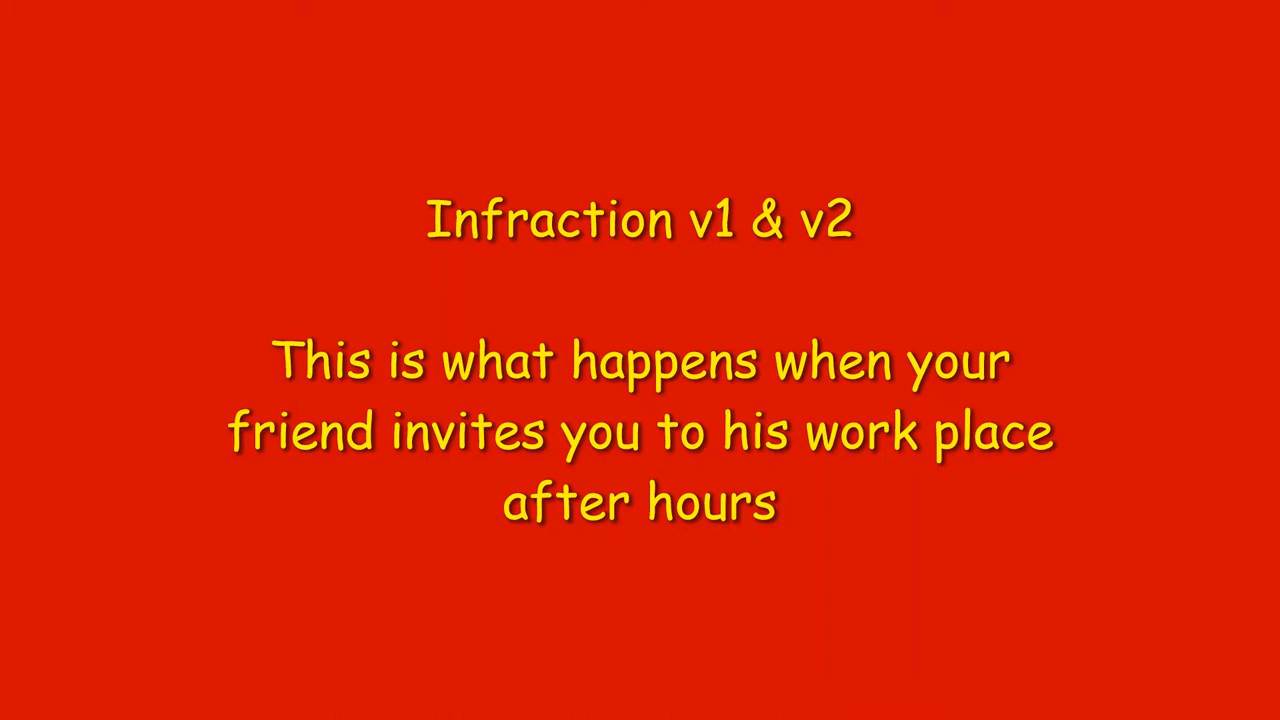 Infraction v1 & v2
This is what happens when your
friend invites you to his work place
after hours